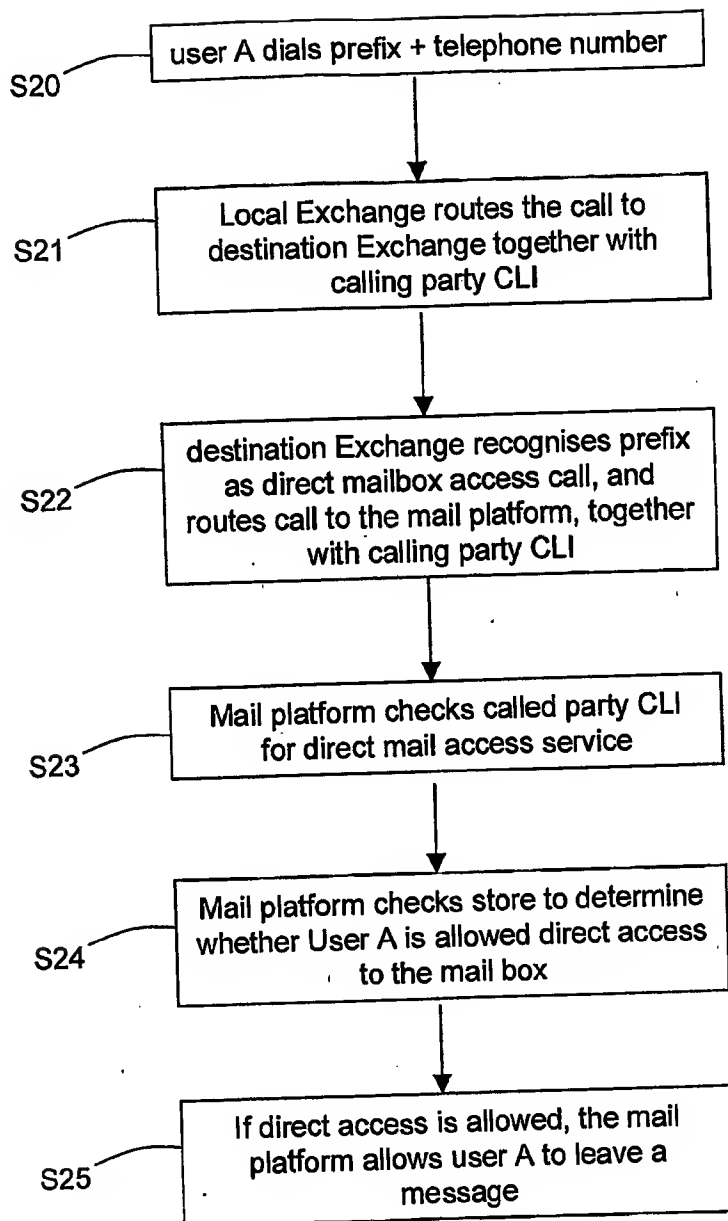 S20
user A dials prefix + telephone number
S21
Local Exchange routes the call to
destination Exchange together with
calling party CLI
S22
destination Exchange recognises prefix
as direct mailbox access call, and
routes call to the mail platform, together
with calling party CLI
S23
Mail platform checks called party CLI
for direct mail access service
S24
Mail platform checks store to determine
whether User A is allowed direct access
to the mail box
S25
If direct access is allowed, the mail
platform allows user A to leave a
message